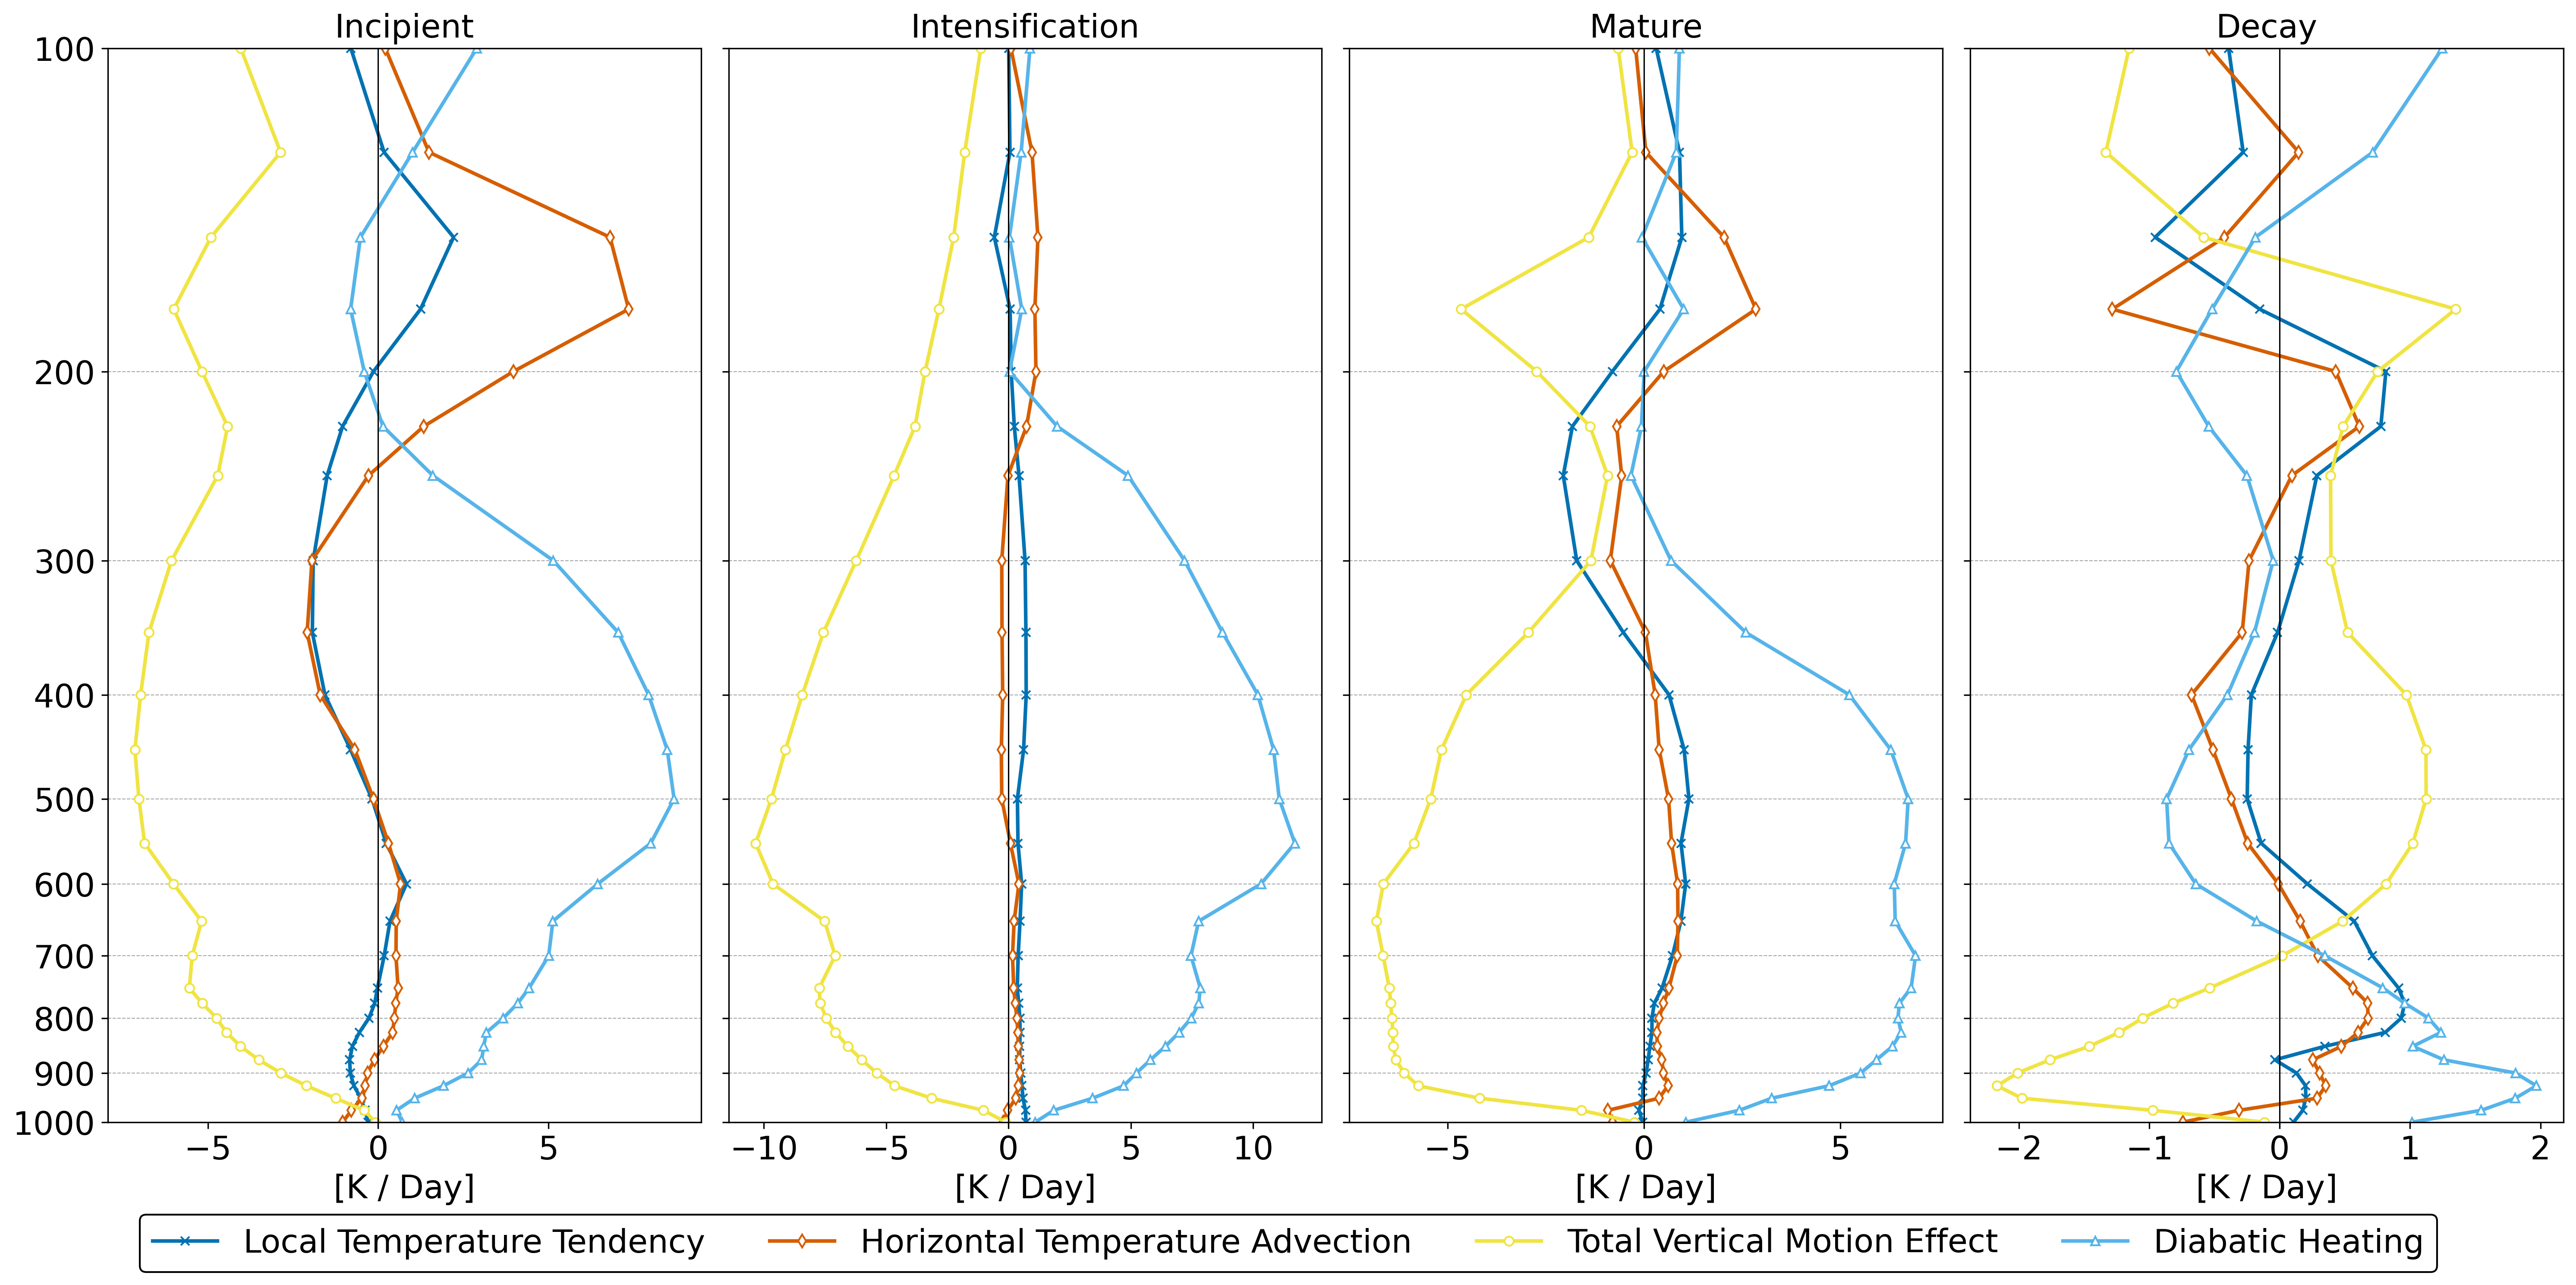 Incipient Intensification Mature Decay
100
200
300
400
500
600
700
800
900
1000
−5 0 5 −10 −5 0 5 10 −5 0 5 −2 −1 0 1 2
[K / Day] [K / Day] [K / Day] [K / Day]
Local Temperature Tendency Horizontal Temperature Advection Total Vertical Motion Effect Diabatic Heating